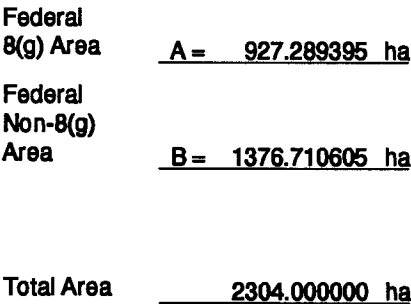 Federal
8(g) Area A = 927.289395 ha
Federal
Non-8(g)
Area B = 1376.710605 ha
Total Area 2304.000000 ha